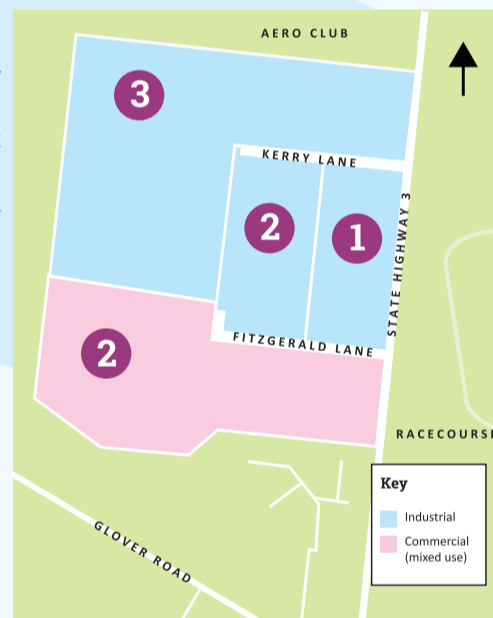 AERO CLUB
3
KERRY LANE
2
1
STATE HIGHWAY 3
FITZGERALD LANE
2
RACECOURSE
Key
Industrial
Commercial
(mixed use)
GLOVER ROAD